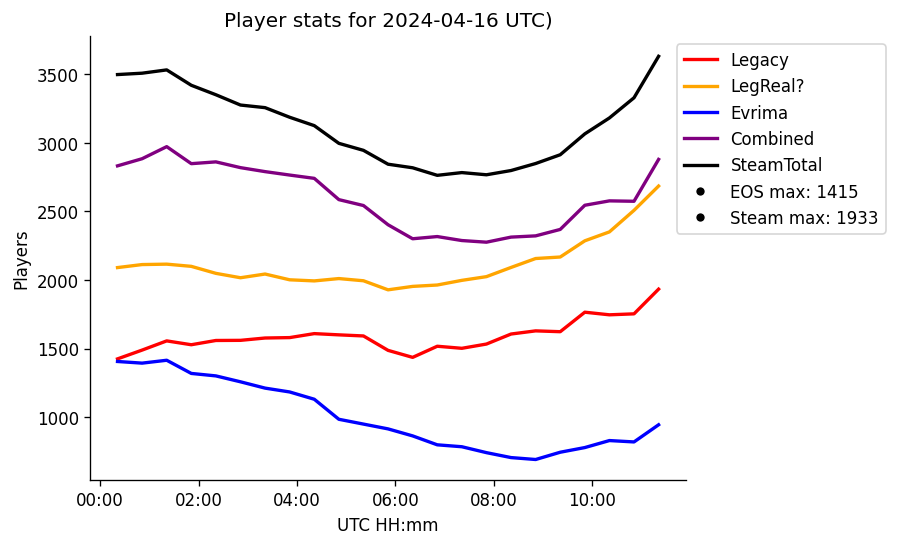 Player stats for 2024-04-16 UTC)
Legacy
LegReal?
Evrima
Combined
SteamTotal
EOS max: 1415
Steam max: 1933
Players
3500
3000
2500
2000
1500
1000
00:00 02:00 04:00 06:00 08:00 10:00
UTC HH:mm